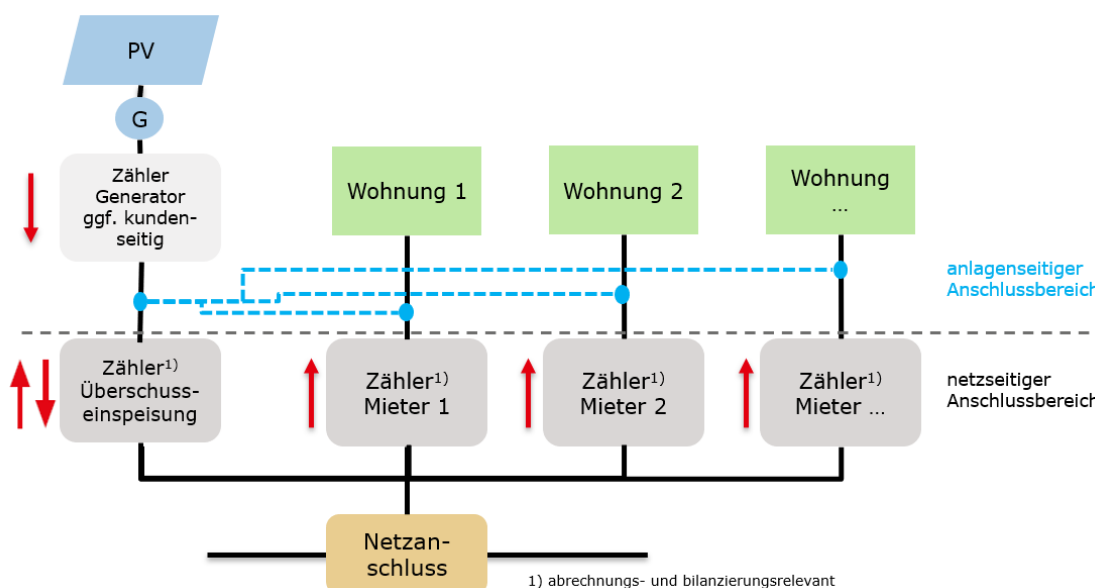 PV
G
Zähler
Generator
ggf. kunden-
seitig
Wohnung 1
Wohnung 2
Wohnung
...
anlagenseitiger
Anschlussbereich
Zähler1)
Überschuss-
einspeisung
Zähler1)
Mieter 1
Zähler1)
Mieter 2
Zähler1)
Mieter ...
netzseitiger
Anschlussbereich
Netzan-
schluss
1) abrechnungs- und bilanzierungsrelevant